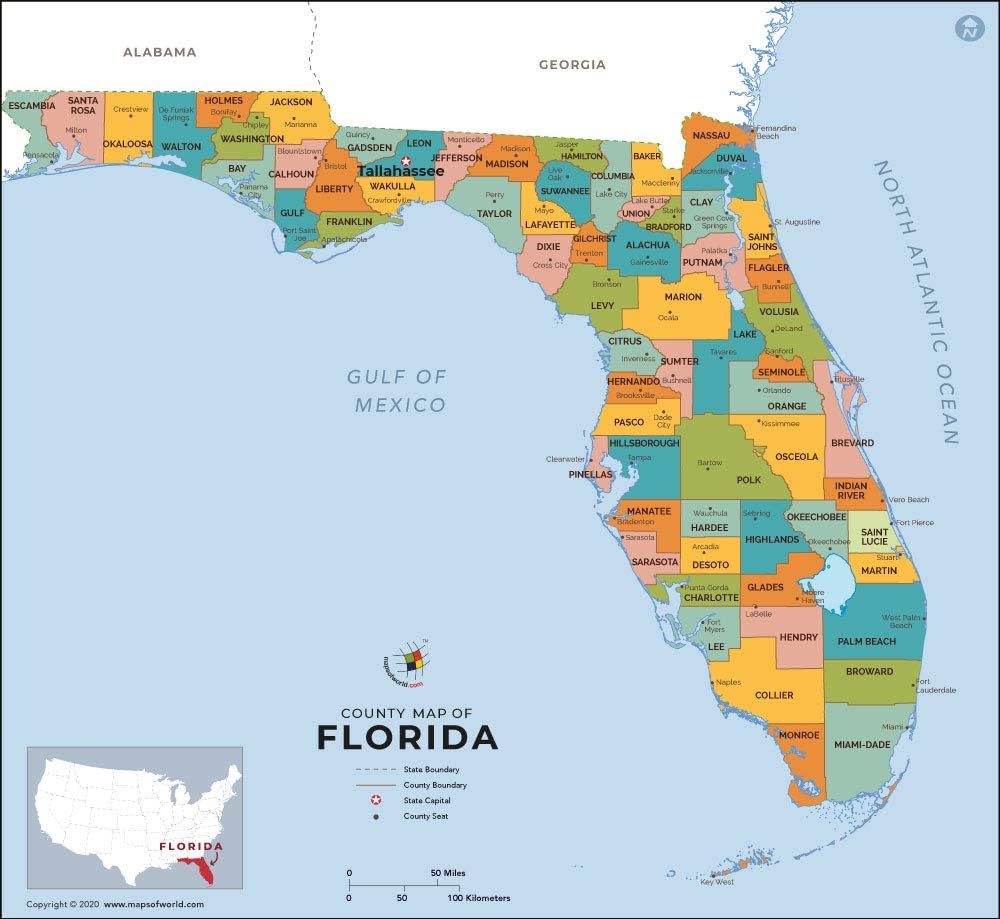 ALABAMA
GEORGIA
N
ESCAMBIA
Pensacola
SANTA
ROSA
Milton
Crestview
OKALOOSA
De Funiak
Springs
WALTON
HOLMES
Bonifay
Chipley
WASHINGTON
JACKSON
Marianna
BAY
Panama
City
Blountstown
CALHOUN
GULF
Port Saint
Joe
Bristol
LIBERTY
FRANKLIN
Apalachicola
Quincy
GADSDEN
LEON
Tallahassee
WAKULLA
Crawfordville
Monticello
JEFFERSON
Madison
MADISON
Perry
TAYLOR
Jasper
HAMILTON
Live
Oak
SUWANNEE
Mayo
LAFAYETTE
DIXIE
Cross City
COLUMBIA
Lake City
BAKER
Macclenny
NASSAU
Fernandina
Beach
DUVAL
Jacksonville
Lake Butler
UNION
Starke
BRADFORD
CLAY
Green Cove
Springs
St. Augustine
SAINT
JOHNS
GILCHRIST
Trenton
ALACHUA
Gainesville
Palatka
PUTNAM
FLAGLER
Bunnell
Bronson
LEVY
MARION
Ocala
VOLUSIA
DeLand
LAKE
Tavares
CITRUS
Inverness
SUMTER
Bushnell
Sanford
SEMINOLE
HERNANDO
Brooksville
Orlando
ORANGE
Titusville
PASCO
Dade
City
Kissimmee
OSCEOLA
BREVARD
HILLSBOROUGH
Tampa
Clearwater
PINELLAS
Bartow
POLK
INDIAN
RIVER
Vero Beach
MANATEE
Bradenton
Wauchula
HARDEE
Sebring
HIGHLANDS
OKEECHOBEE
Okeechobee
Fort Pierce
SAINT
LUCIE
Sarasota
SARASOTA
Arcadia
DESOTO
Stuart
MARTIN
Punta Gorda
CHARLOTTE
GLADES
Moore
Haven
LaBelle
HENDRY
Fort
Myers
LEE
West Palm
Beach
PALM BEACH
Naples
COLLIER
BROWARD
Fort
Lauderdale
MONROE
Miami
MIAMI-DADE
Key West
GULF OF
MEXICO
NORTH ATLANTIC OCEAN
TM
mapsofworld.com
COUNTY MAP OF
FLORIDA
State Boundary
County Boundary
State Capital
County Seat
FLORIDA
0 50 Miles
0 50 100 Kilometers
Copyright © 2020 www.mapsofworld.com